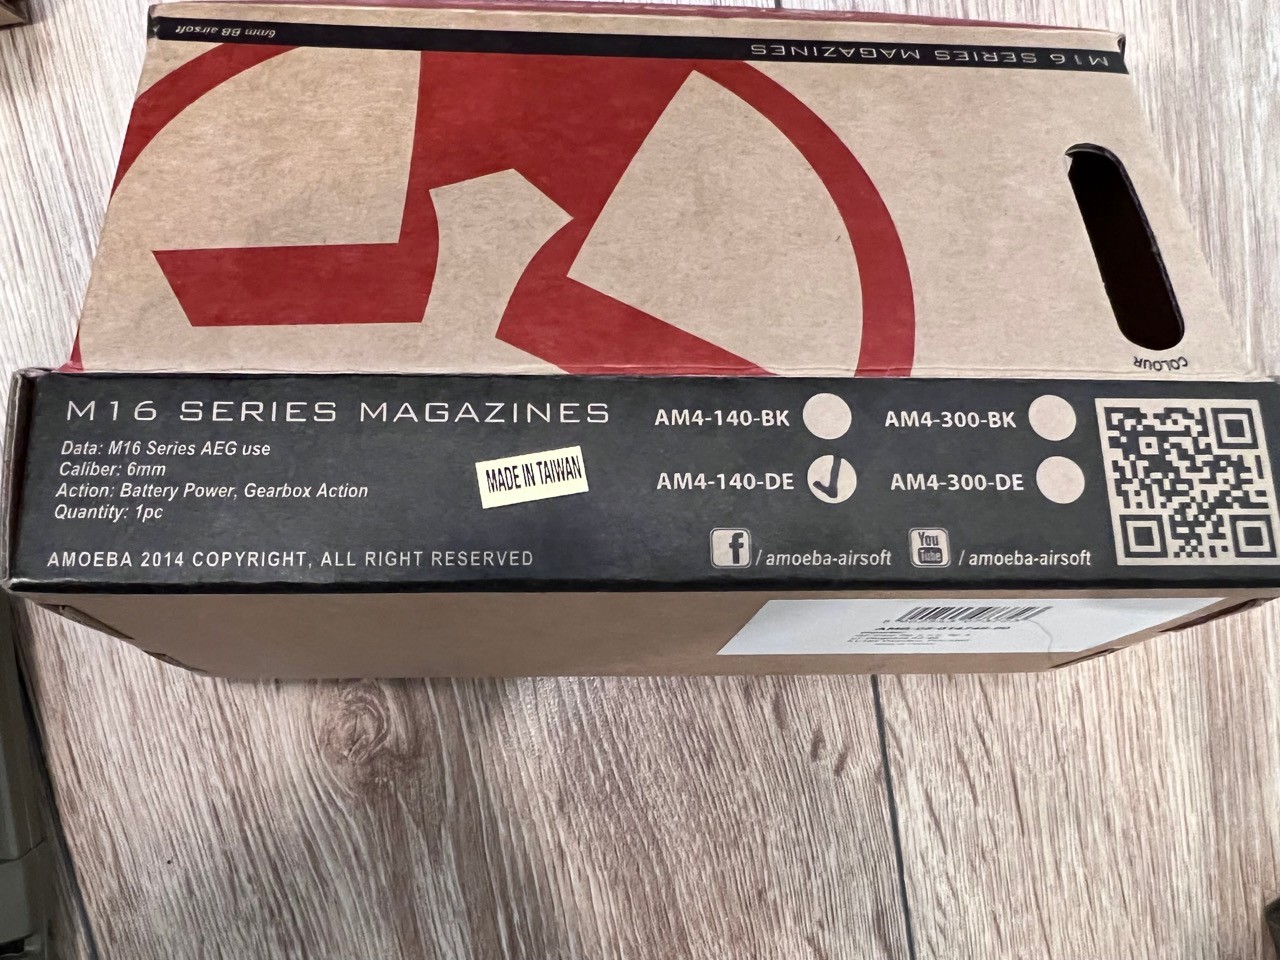 6mm BB airsoft
M16 SERIES MAGAZINES
COLOUR
M16 SERIES MAGAZINES
Data: M16 Series AEG use
Caliber: 6mm
Action: Battery Power, Gearbox Action
Quantity: 1pc
MADE IN TAIWAN
AMOEBA 2014 COPYRIGHT, ALL RIGHT RESERVED
AM4-140-BK
AM4-300-BK
AM4-140-DE
AM4-300-DE
f /amoeba-airsoft
You Tube /amoeba-airsoft